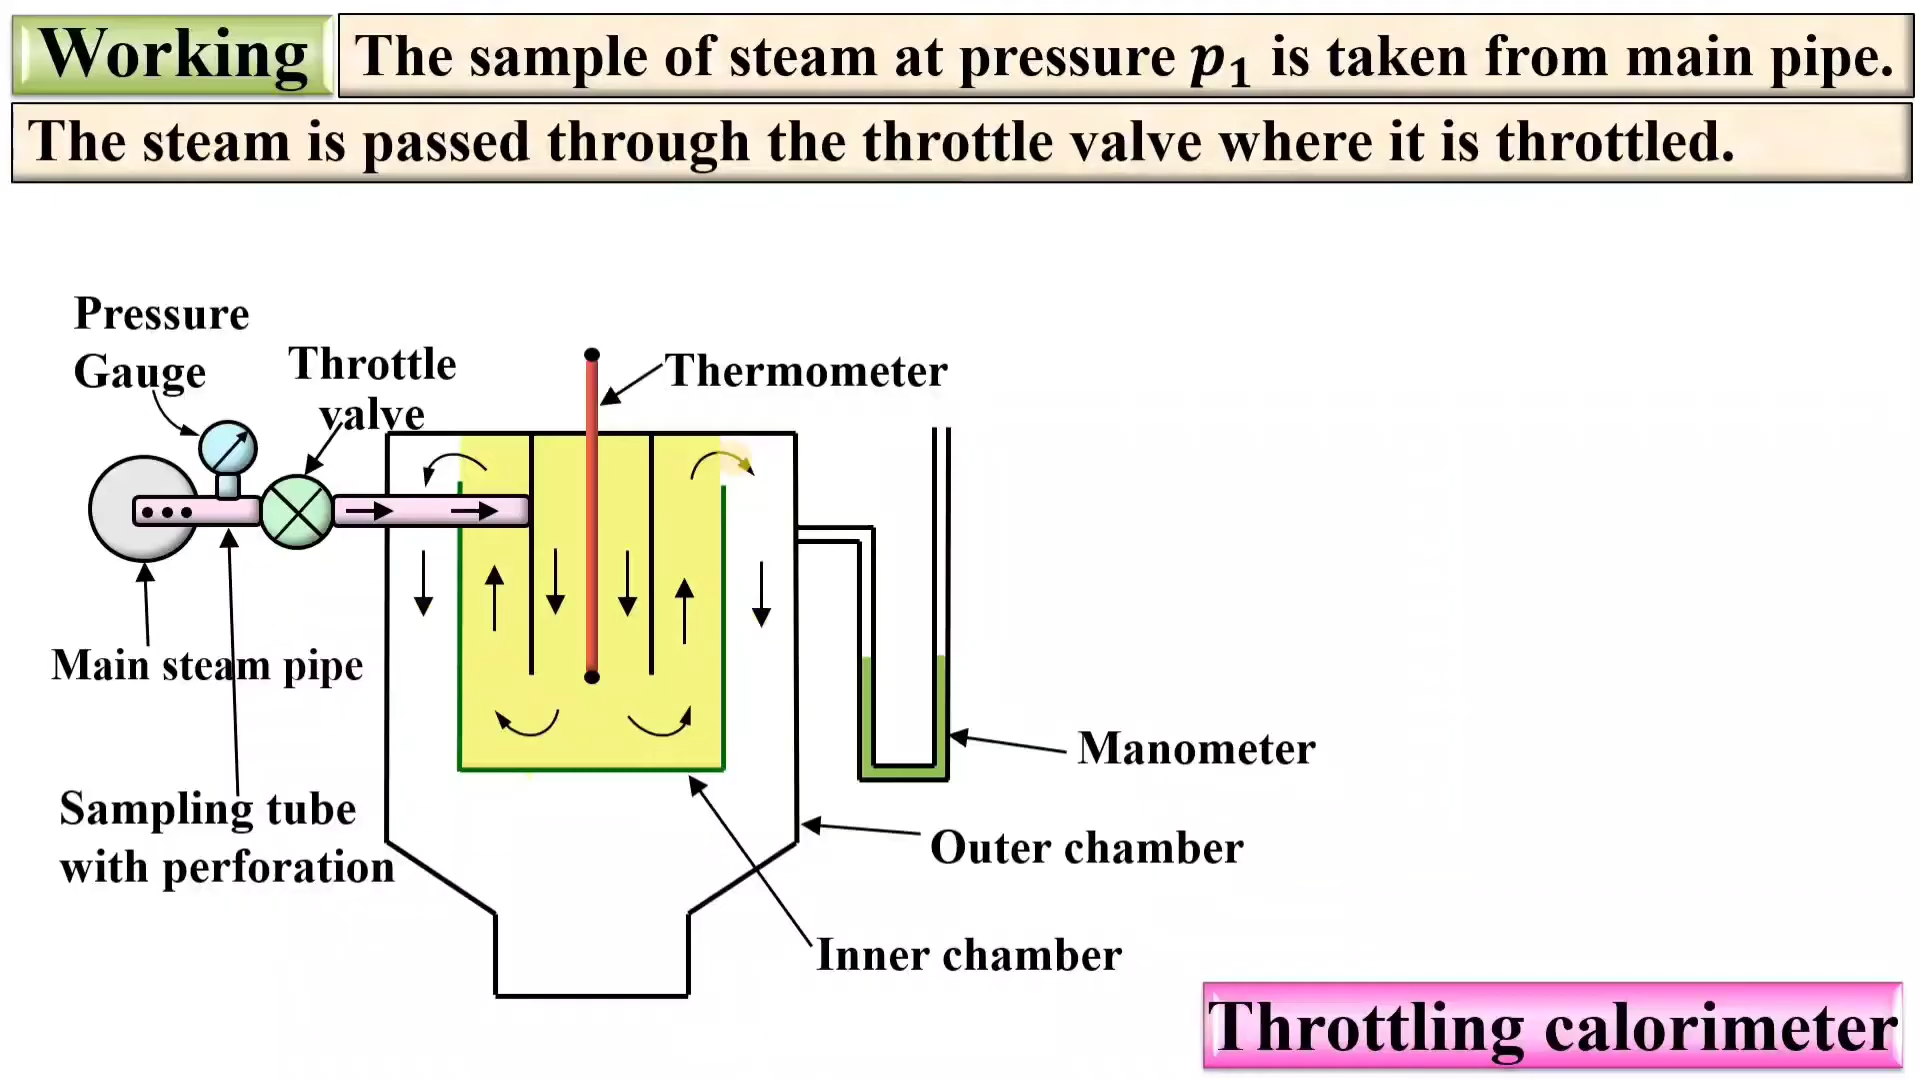 Working
The sample of steam at pressure p₁ is taken from main pipe.
The steam is passed through the throttle valve where it is throttled.
Pressure
Gauge
Throttle
valve
Thermometer
Main steam pipe
Manometer
Sampling tube
with perforation
Outer chamber
Inner chamber
Throttling calorimeter